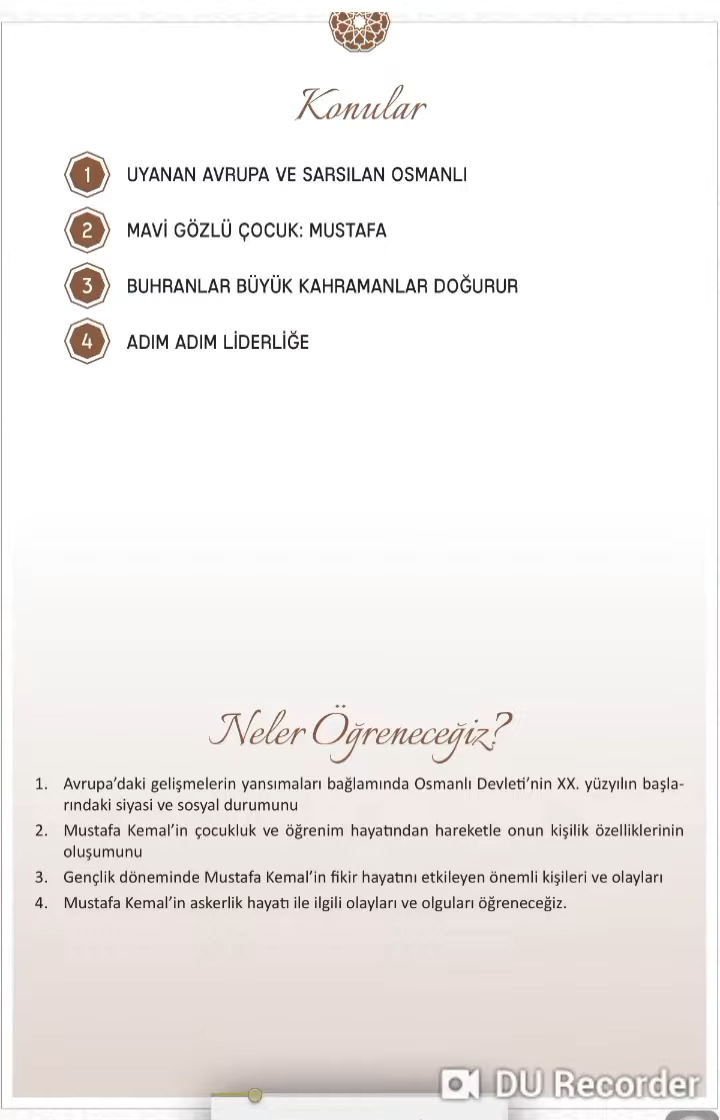 Konular
1 UYANAN AVRUPA VE SARSILAN OSMANLI
2 MAVİ GÖZLÜ ÇOCUK: MUSTAFA
3 BUHRANLAR BÜYÜK KAHRAMANLAR DOĞURUR
4 ADIM ADIM LİDERLİĞE
Neler Öğreneceğiz?
1. Avrupa'daki gelişmelerin yansımaları bağlamında Osmanlı Devleti'nin XX. yüzyılın başla-
rındaki siyasi ve sosyal durumunu
2. Mustafa Kemal'in çocukluk ve öğrenim hayatından hareketle onun kişilik özelliklerinin
oluşumunu
3. Gençlik döneminde Mustafa Kemal'in fikir hayatını etkileyen önemli kişileri ve olayları
4. Mustafa Kemal'in askerlik hayatı ile ilgili olayları ve olguları öğreneceğiz.
DU Recorder